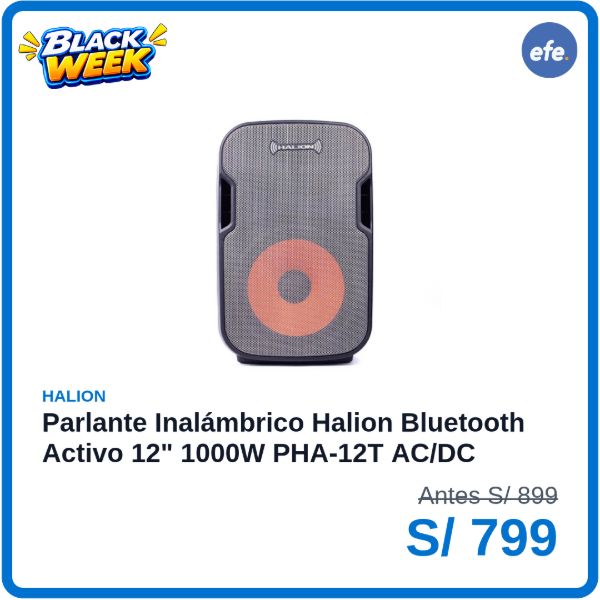 BLACK
WEEK
efe.
HALION
HALION
Parlante Inalámbrico Halion Bluetooth
Activo 12" 1000W PHA-12T AC/DC
Antes S/ 899
S/ 799